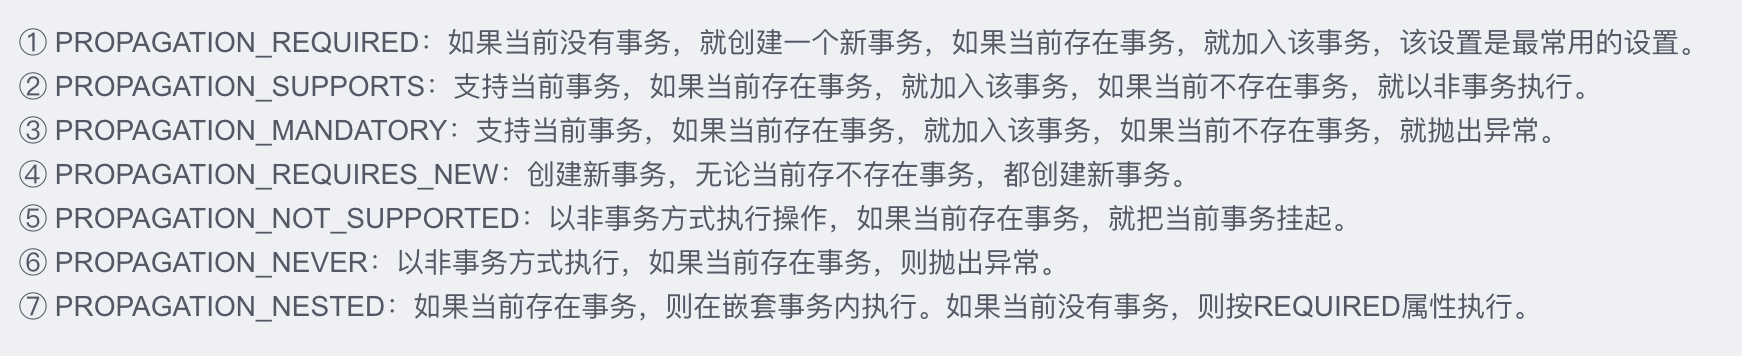 ① PROPAGATION_REQUIRED：如果当前没有事务，就创建一个新事务，如果当前存在事务，就加入该事务，该设置是最常用的设置。
② PROPAGATION_SUPPORTS：支持当前事务，如果当前存在事务，就加入该事务，如果当前不存在事务，就以非事务执行。
③ PROPAGATION_MANDATORY：支持当前事务，如果当前存在事务，就加入该事务，如果当前不存在事务，就抛出异常。
④ PROPAGATION_REQUIRES_NEW：创建新事务，无论当前存不存在事务，都创建新事务。
⑤ PROPAGATION_NOT_SUPPORTED：以非事务方式执行操作，如果当前存在事务，就把当前事务挂起。
⑥ PROPAGATION_NEVER：以非事务方式执行，如果当前存在事务，则抛出异常。
⑦ PROPAGATION_NESTED：如果当前存在事务，则在嵌套事务内执行。如果当前没有事务，则按REQUIRED属性执行。